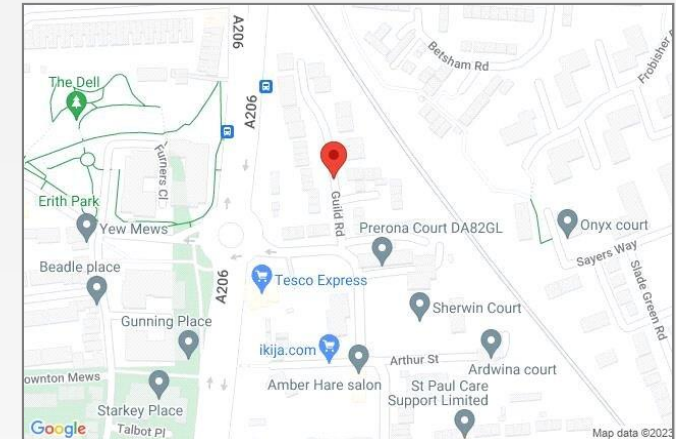 A206
Betsham Rd
Frobisher
The Dell
A206
Furners Cl
Erith Park
Guild Rd
Yew Mews
Prerona Court DA82GL
Onyx court
Sayers Way
Beadle place
A206
Tesco Express
Slade Green Rd
Sherwin Court
Gunning Place
ikija.com
Arthur St
Ardwina court
ownton Mews
Amber Hare salon
St Paul Care
Support Limited
Starkey Place
Talbot Pl
Google
Map data ©2023